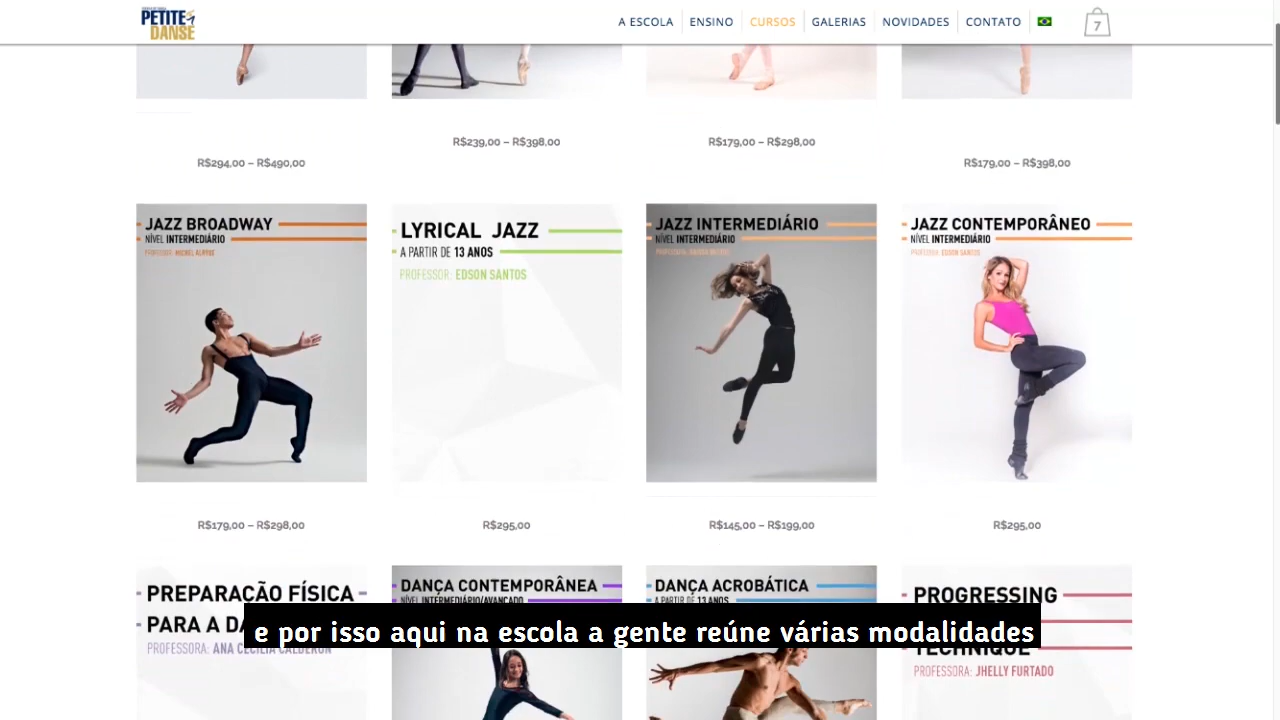 PETITE
DANSE
A ESCOLA
ENSINO
CURSOS
GALERIAS
NOVIDADES
CONTATO
7
R$294,00 – R$490,00
R$239,00 – R$398,00
R$179,00 – R$298,00
R$179,00 – R$398,00
JAZZ BROADWAY
NÍVEL INTERMEDIÁRIO
LYRICAL JAZZ
A PARTIR DE 13 ANOS
PROFESSOR: EDSON SANTOS
JAZZ INTERMEDIÁRIO
NÍVEL INTERMEDIÁRIO
JAZZ CONTEMPORÂNEO
NÍVEL INTERMEDIÁRIO
PROFESSOR: EDSON SANTOS
R$179,00 – R$298,00
R$295,00
R$145,00 – R$199,00
R$295,00
PREPARAÇÃO FÍSICA
PARA A DA
PROFESSORA: ANA CECÍLIA CALDERÓN
DANÇA CONTEMPORÂNEA
NÍVEL INTERMEDIÁRIO/AVANÇADO
DANÇA ACROBÁTICA
A PARTIR DE 13 ANOS
PROGRESSING
TECHNIQUE
PROFESSORA: JHELLY FURTADO
e por isso aqui na escola a gente reúne várias modalidades